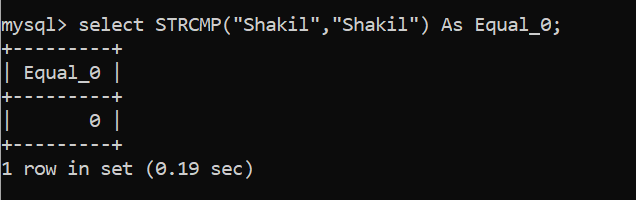 mysql> select STRCMP("Shakil","Shakil") As Equal_0;
+---------+
| Equal_0 |
+---------+
|       0 |
+---------+
1 row in set (0.19 sec)